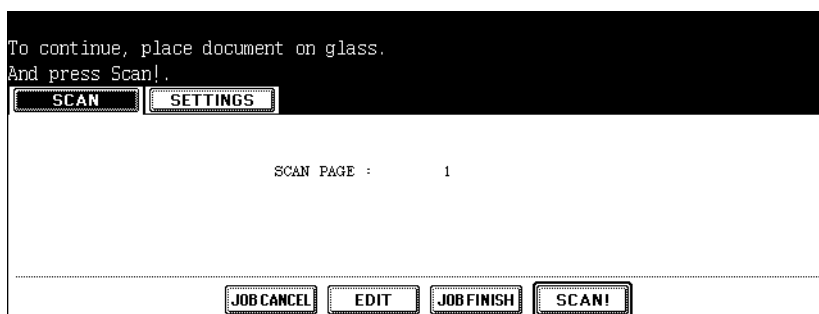 To continue, place document on glass.
And press Scan!.
SCAN SETTINGS
SCAN PAGE : 1
JOB CANCEL EDIT JOB FINISH SCAN!